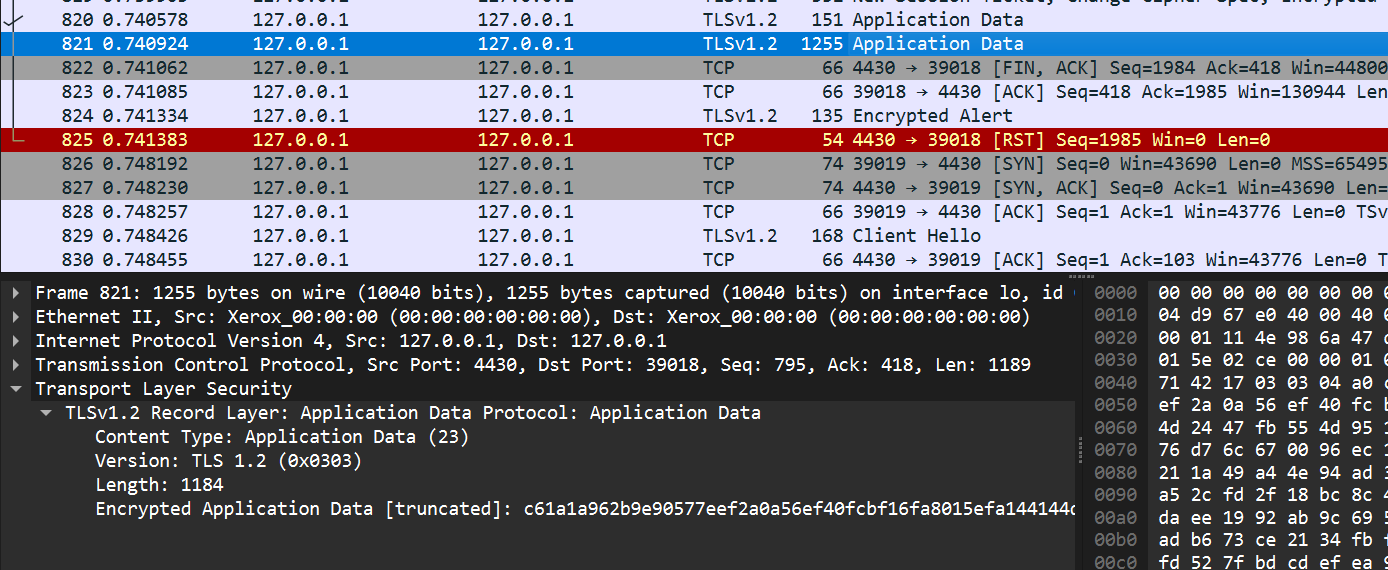 820 0.740578 127.0.0.1 127.0.0.1 TLSv1.2 151 Application Data
821 0.740924 127.0.0.1 127.0.0.1 TLSv1.2 1255 Application Data
822 0.741062 127.0.0.1 127.0.0.1 TCP 66 4430 → 39018 [FIN, ACK] Seq=1984 Ack=418 Win=44800
823 0.741085 127.0.0.1 127.0.0.1 TCP 66 39018 → 4430 [ACK] Seq=418 Ack=1985 Win=130944 Len
824 0.741334 127.0.0.1 127.0.0.1 TLSv1.2 135 Encrypted Alert
825 0.741383 127.0.0.1 127.0.0.1 TCP 54 4430 → 39018 [RST] Seq=1985 Win=0 Len=0
826 0.748192 127.0.0.1 127.0.0.1 TCP 74 39019 → 4430 [SYN] Seq=0 Win=43690 Len=0 MSS=65495
827 0.748230 127.0.0.1 127.0.0.1 TCP 74 4430 → 39019 [SYN, ACK] Seq=0 Ack=1 Win=43690 Len=
828 0.748257 127.0.0.1 127.0.0.1 TCP 66 39019 → 4430 [ACK] Seq=1 Ack=1 Win=43776 Len=0 TSv
829 0.748426 127.0.0.1 127.0.0.1 TLSv1.2 168 Client Hello
830 0.748455 127.0.0.1 127.0.0.1 TCP 66 4430 → 39019 [ACK] Seq=1 Ack=103 Win=43776 Len=0 T
Frame 821: 1255 bytes on wire (10040 bits), 1255 bytes captured (10040 bits) on interface lo, id
Ethernet II, Src: Xerox_00:00:00 (00:00:00:00:00:00), Dst: Xerox_00:00:00 (00:00:00:00:00:00)
Internet Protocol Version 4, Src: 127.0.0.1, Dst: 127.0.0.1
Transmission Control Protocol, Src Port: 4430, Dst Port: 39018, Seq: 795, Ack: 418, Len: 1189
Transport Layer Security
TLSv1.2 Record Layer: Application Data Protocol: Application Data
Content Type: Application Data (23)
Version: TLS 1.2 (0x0303)
Length: 1184
Encrypted Application Data [truncated]: c61a1a962b9e90577eef2a0a56ef40fcbf16fa8015efa144144
0000 00 00 00 00 00 00 00
0010 04 d9 67 e0 40 00 40
0020 00 01 11 4e 98 6a 47
0030 01 5e 02 ce 00 00 01
0040 71 42 17 03 03 04 a0
0050 ef 2a 0a 56 ef 40 fc
0060 4d 24 47 fb 55 4d 95
0070 76 d7 6c 67 00 96 ec
0080 21 1a 49 a4 4e 94 ad
0090 a5 2c fd 2f 18 bc 8c
00a0 da ee 19 92 ab 9c 69
00b0 ad b6 73 ce 21 34 fb
00c0 fd 52 7f bd cd ef ea